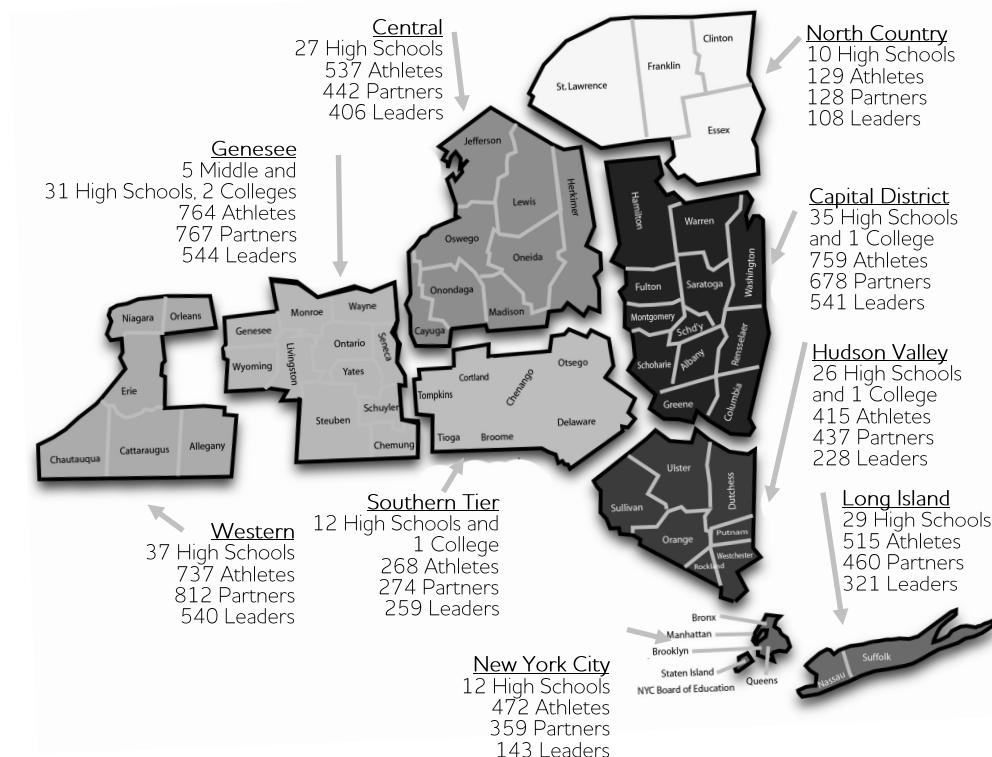 Central
27 High Schools
537 Athletes
442 Partners
406 Leaders
North Country
10 High Schools
129 Athletes
128 Partners
108 Leaders
Genesee
5 Middle and
31 High Schools, 2 Colleges
764 Athletes
767 Partners
544 Leaders
Capital District
35 High Schools
and 1 College
759 Athletes
678 Partners
541 Leaders
Hudson Valley
26 High Schools
and 1 College
415 Athletes
437 Partners
228 Leaders
Long Island
29 High Schools
515 Athletes
460 Partners
321 Leaders
Western
37 High Schools
737 Athletes
812 Partners
540 Leaders
Southern Tier
12 High Schools and
1 College
268 Athletes
274 Partners
259 Leaders
New York City
12 High Schools
472 Athletes
359 Partners
143 Leaders
Clinton
Franklin
St. Lawrence
Essex
Jefferson
Lewis
Herkimer
Oswego
Oneida
Onondaga
Madison
Cayuga
Hamilton
Warren
Washington
Fulton
Saratoga
Montgomery
Schd'y
Schoharie
Albany
Rensselaer
Greene
Columbia
Niagara
Orleans
Erie
Chautauqua
Cattaraugus
Allegany
Genesee
Monroe
Wayne
Wyoming
Livingston
Ontario
Seneca
Yates
Steuben
Schuyler
Chemung
Tompkins
Cortland
Chenango
Otsego
Tioga
Broome
Delaware
Ulster
Dutchess
Sullivan
Orange
Putnam
Westchester
Rockland
Bronx
Manhattan
Brooklyn
Staten Island
Queens
NYC Board of Education
Nassau
Suffolk